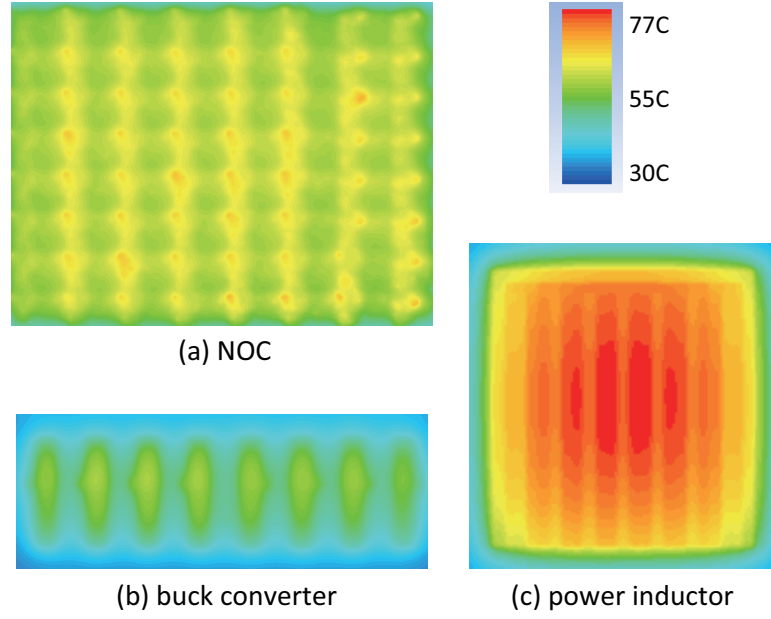 77C
55C
30C
(a) NOC
(b) buck converter
(c) power inductor